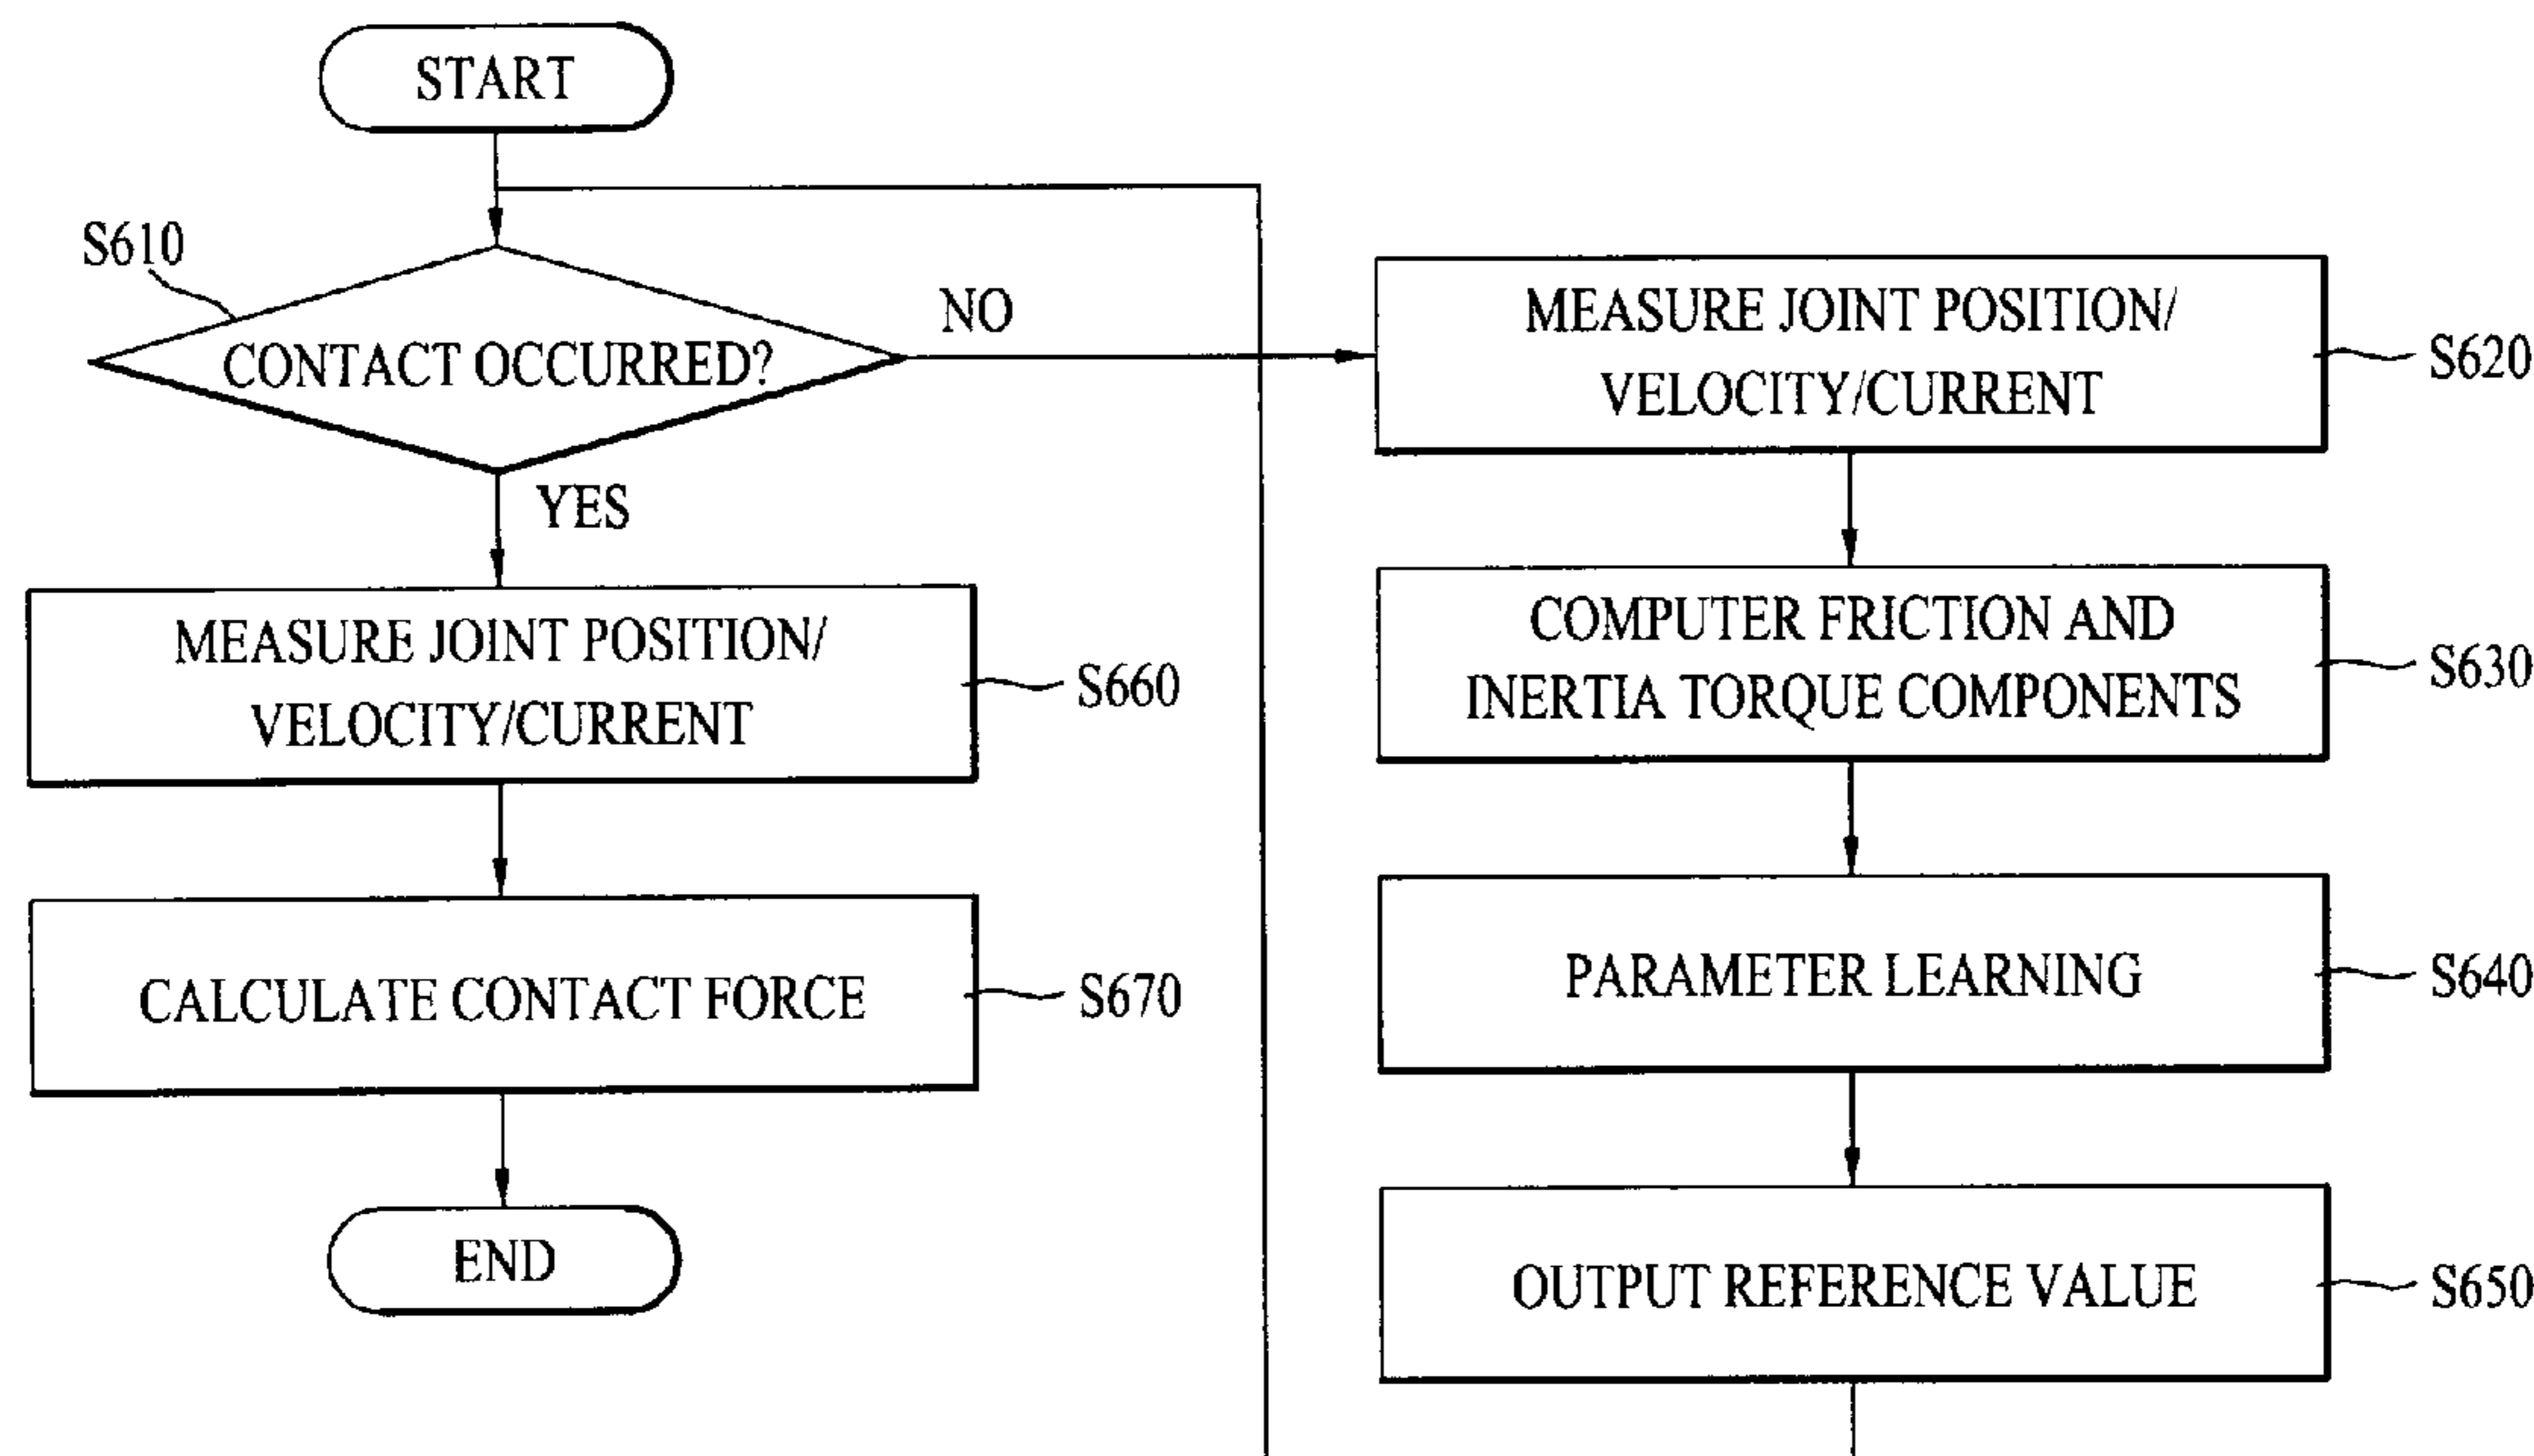 START
S610
CONTACT OCCURRED?
NO
YES
MEASURE JOINT POSITION/
VELOCITY/CURRENT
S660
CALCULATE CONTACT FORCE
S670
END
MEASURE JOINT POSITION/
VELOCITY/CURRENT
S620
COMPUTER FRICTION AND
INERTIA TORQUE COMPONENTS
S630
PARAMETER LEARNING
S640
OUTPUT REFERENCE VALUE
S650